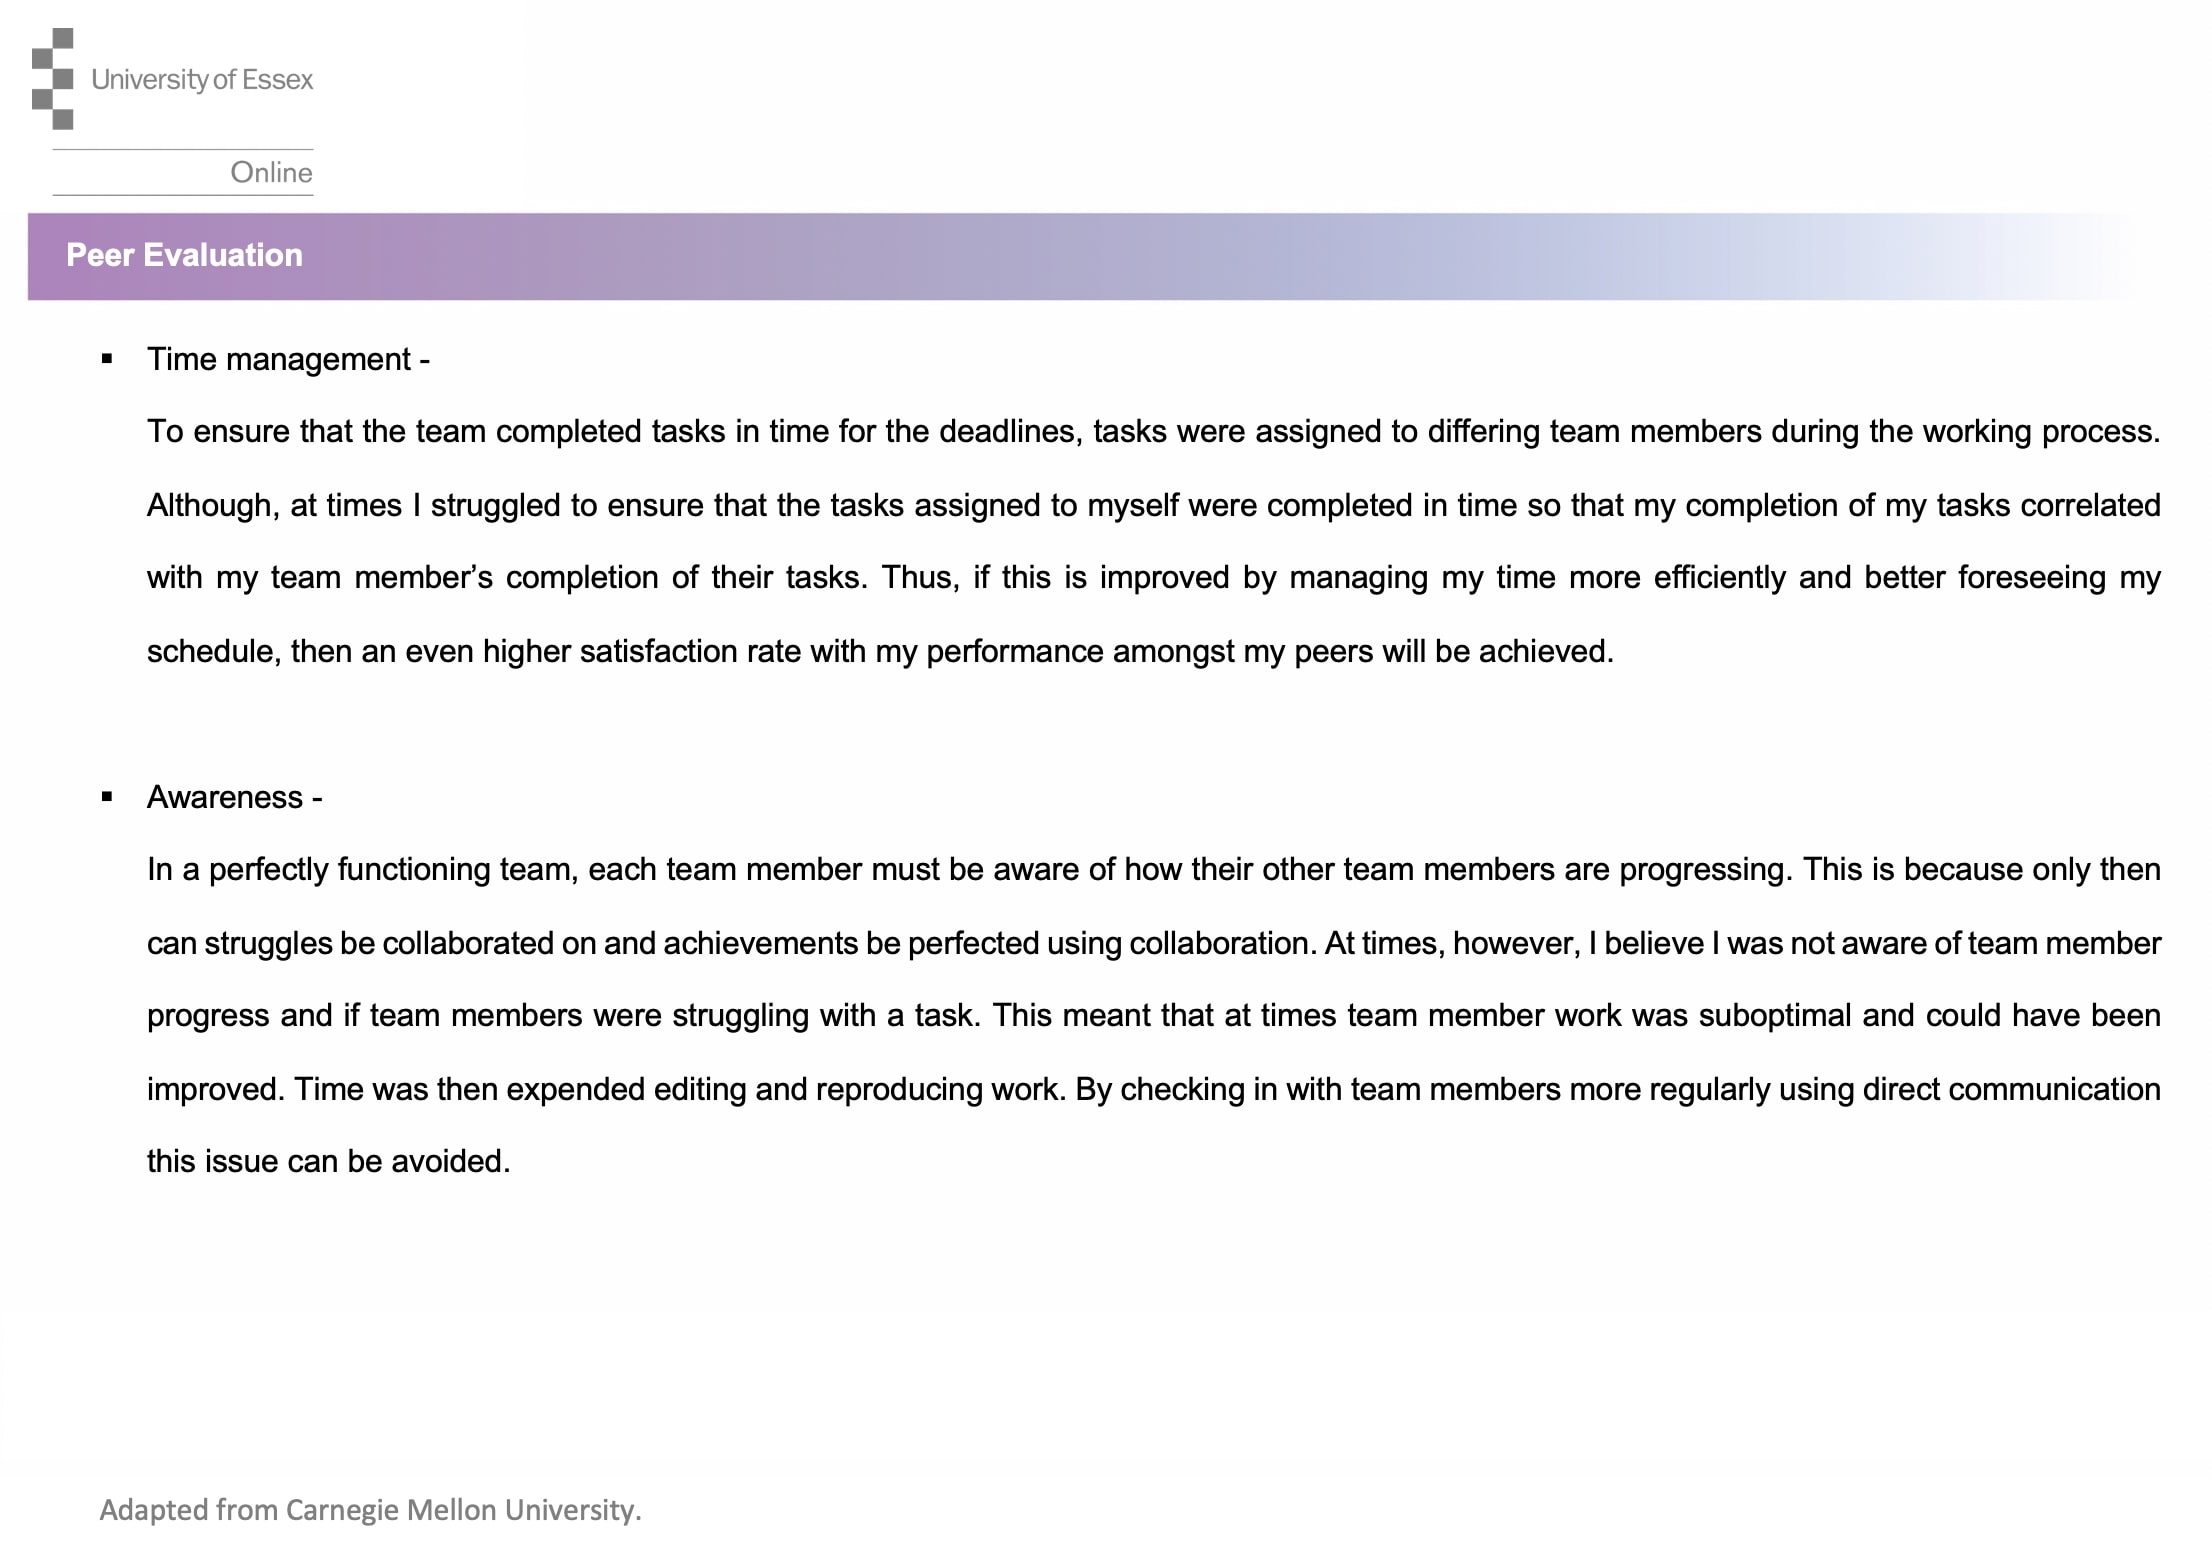 University of Essex
Online
Peer Evaluation
▪ Time management -
To ensure that the team completed tasks in time for the deadlines, tasks were assigned to differing team members during the working process.
Although, at times I struggled to ensure that the tasks assigned to myself were completed in time so that my completion of my tasks correlated
with my team member’s completion of their tasks. Thus, if this is improved by managing my time more efficiently and better foreseeing my
schedule, then an even higher satisfaction rate with my performance amongst my peers will be achieved.
▪ Awareness -
In a perfectly functioning team, each team member must be aware of how their other team members are progressing. This is because only then
can struggles be collaborated on and achievements be perfected using collaboration. At times, however, I believe I was not aware of team member
progress and if team members were struggling with a task. This meant that at times team member work was suboptimal and could have been
improved. Time was then expended editing and reproducing work. By checking in with team members more regularly using direct communication
this issue can be avoided.
Adapted from Carnegie Mellon University.